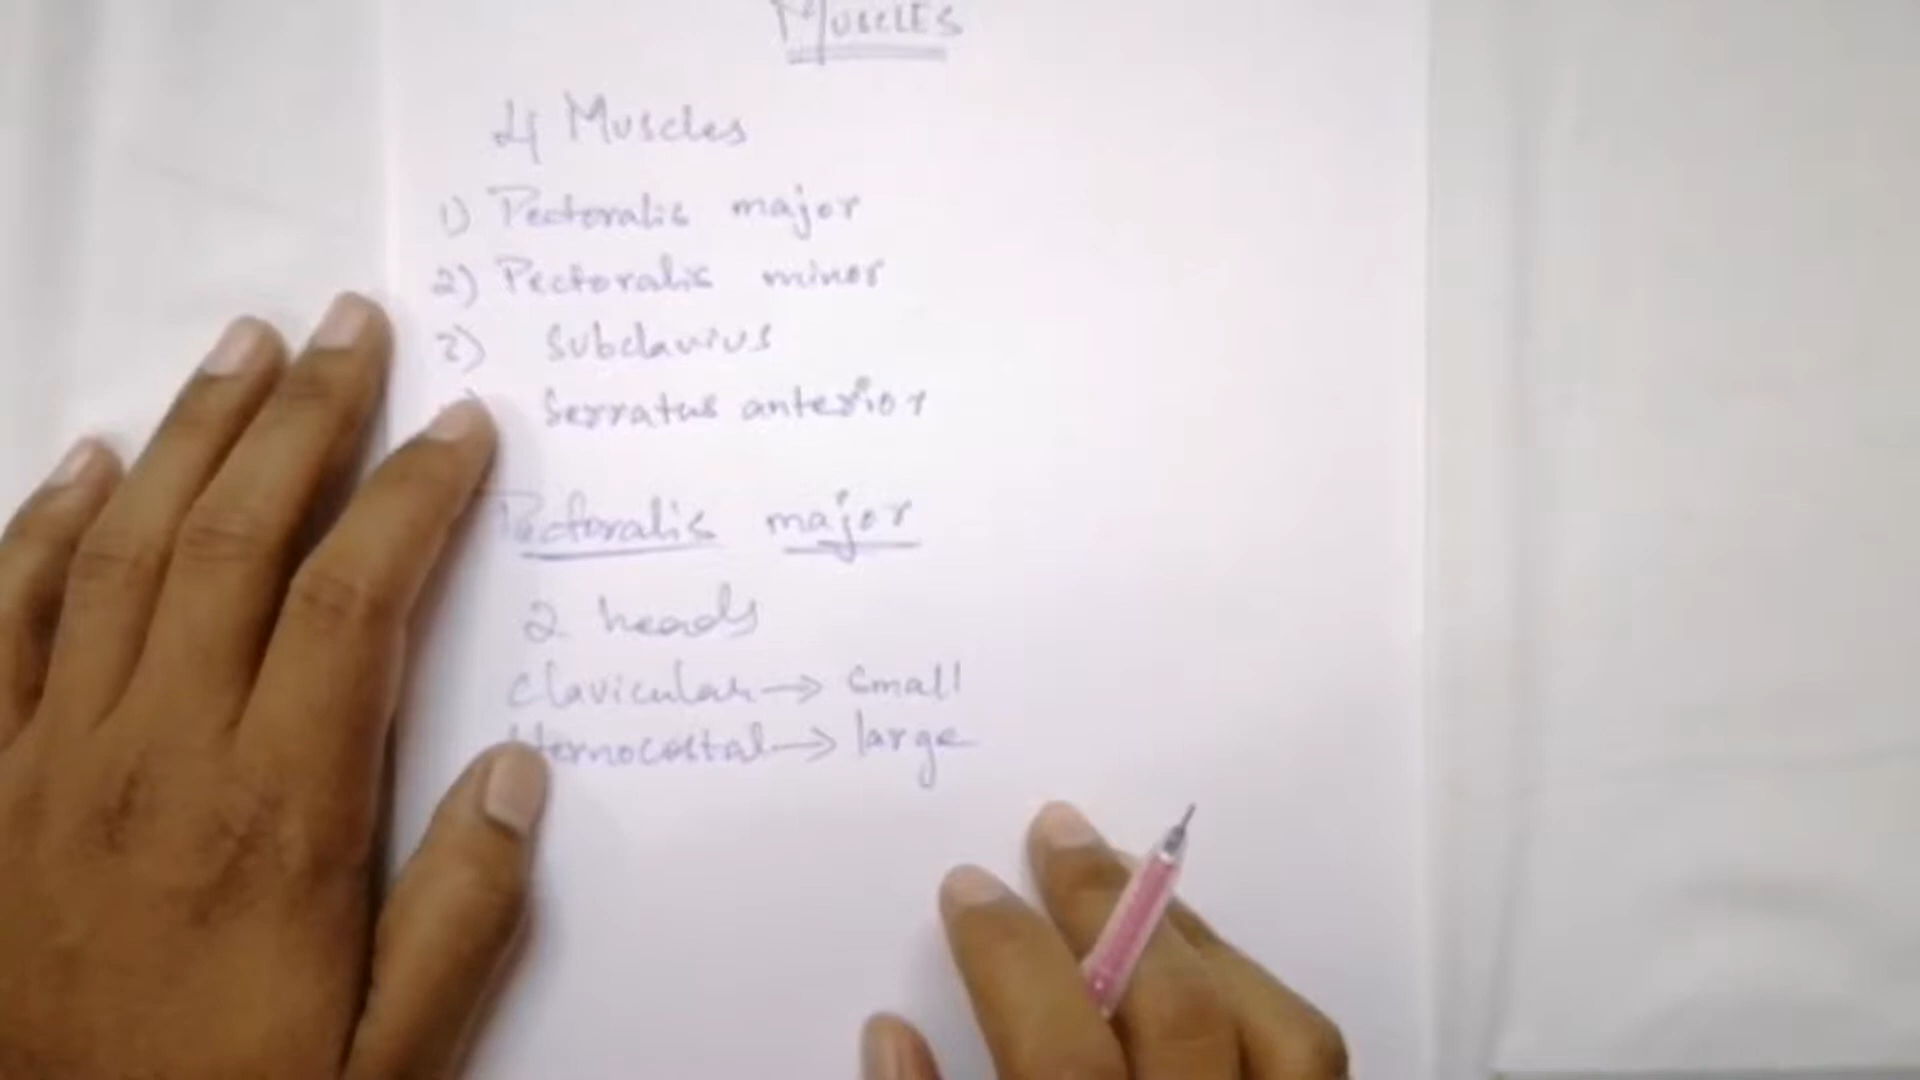 MUSCLES
4 Muscles
1) Pectoralis major
2) Pectoralis minor
3) Subclavius
) Serratus anterior
Pectoralis major
2 heads
Clavicular → Small
Sternocostal → large